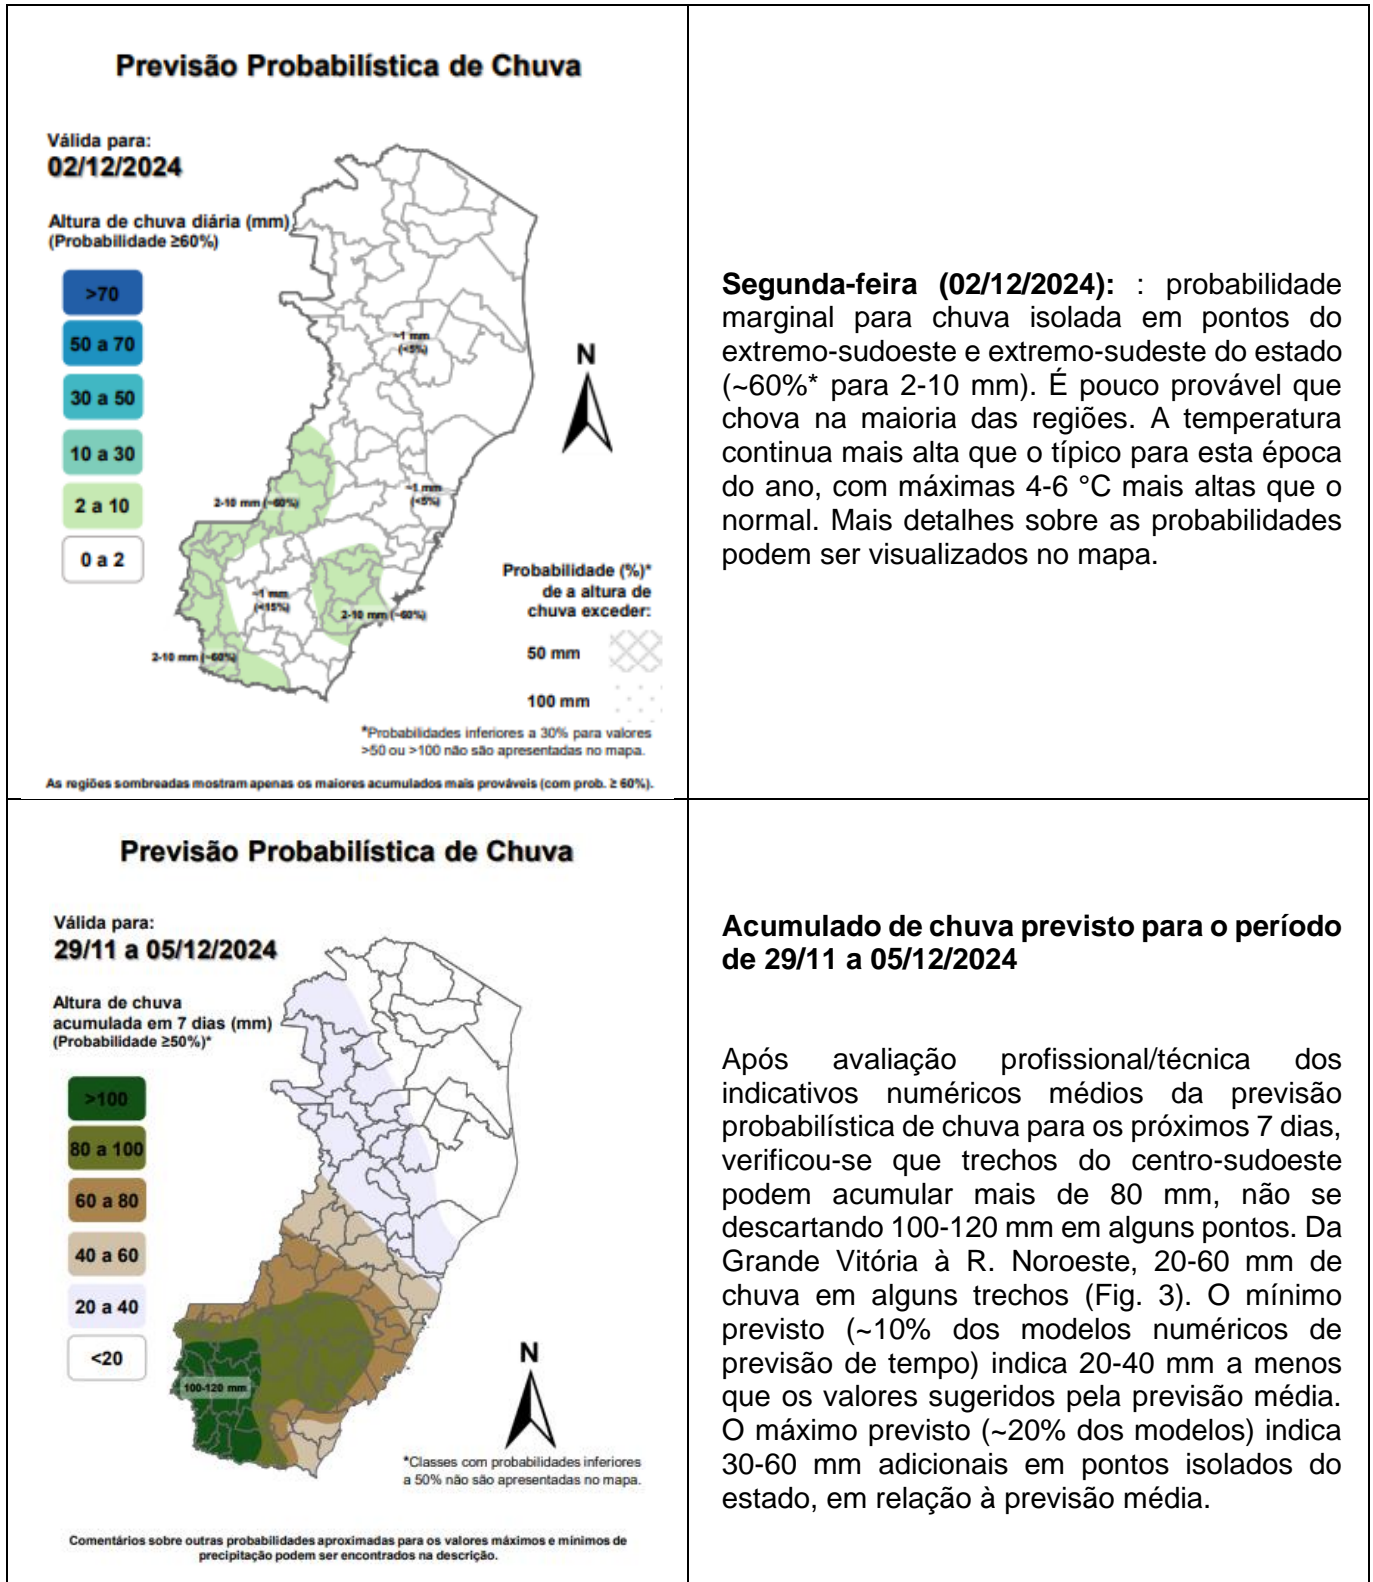 Previsão Probabilística de Chuva
Válida para:
02/12/2024
Altura de chuva diária (mm)
(Probabilidade ≥60%)
>70
50 a 70
30 a 50
10 a 30
2 a 10
0 a 2
~1 mm
(<5%)
N
~1 mm
(<5%)
2-10 mm (~60%)
~1 mm
(<15%)
2-10 mm (~60%)
2-10 mm (~60%)
Probabilidade (%)*
de a altura de
chuva exceder:
50 mm
100 mm
*Probabilidades inferiores a 30% para valores
>50 ou >100 não são apresentadas no mapa.
As regiões sombreadas mostram apenas os maiores acumulados mais prováveis (com prob. ≥ 60%).
Segunda-feira (02/12/2024): : probabilidade
marginal para chuva isolada em pontos do
extremo-sudoeste e extremo-sudeste do estado
(~60%* para 2-10 mm). É pouco provável que
chova na maioria das regiões. A temperatura
continua mais alta que o típico para esta época
do ano, com máximas 4-6 °C mais altas que o
normal. Mais detalhes sobre as probabilidades
podem ser visualizados no mapa.
Previsão Probabilística de Chuva
Válida para:
29/11 a 05/12/2024
Altura de chuva
acumulada em 7 dias (mm)
(Probabilidade ≥50%)*
>100
80 a 100
60 a 80
40 a 60
20 a 40
<20
100-120 mm
N
*Classes com probabilidades inferiores
a 50% não são apresentadas no mapa.
Comentários sobre outras probabilidades aproximadas para os valores máximos e mínimos de
precipitação podem ser encontrados na descrição.
Acumulado de chuva previsto para o período
de 29/11 a 05/12/2024
Após avaliação profissional/técnica dos
indicativos numéricos médios da previsão
probabilística de chuva para os próximos 7 dias,
verificou-se que trechos do centro-sudoeste
podem acumular mais de 80 mm, não se
descartando 100-120 mm em alguns pontos. Da
Grande Vitória à R. Noroeste, 20-60 mm de
chuva em alguns trechos (Fig. 3). O mínimo
previsto (~10% dos modelos numéricos de
previsão de tempo) indica 20-40 mm a menos
que os valores sugeridos pela previsão média.
O máximo previsto (~20% dos modelos) indica
30-60 mm adicionais em pontos isolados do
estado, em relação à previsão média.